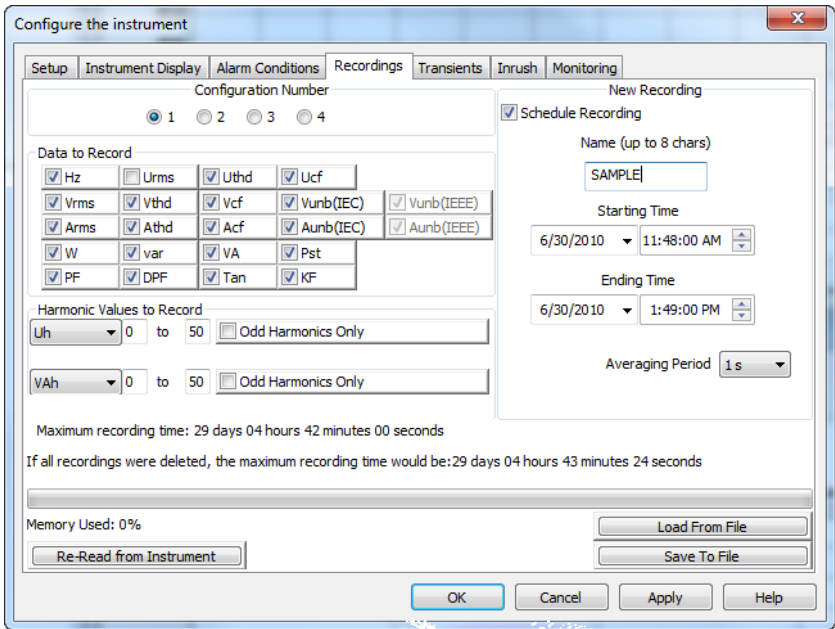 Configure the instrument
Setup Instrument Display Alarm Conditions Recordings Transients Inrush Monitoring
Configuration Number
1 2 3 4
Data to Record
Hz Urms Uthd Ucf
Vrms Vthd Vcf Vunb(IEC) Vunb(IEEE)
Arms Athd Acf Aunb(IEC) Aunb(IEEE)
W var VA Pst
PF DPF Tan KF
Harmonic Values to Record
Uh 0 to 50 Odd Harmonics Only
VAh 0 to 50 Odd Harmonics Only
New Recording
Schedule Recording
Name (up to 8 chars)
SAMPLE
Starting Time
6/30/2010 11:48:00 AM
Ending Time
6/30/2010 1:49:00 PM
Averaging Period 1 s
Maximum recording time: 29 days 04 hours 42 minutes 00 seconds
If all recordings were deleted, the maximum recording time would be:29 days 04 hours 43 minutes 24 seconds
Memory Used: 0%
Load From File
Re-Read from Instrument Save To File
OK Cancel Apply Help